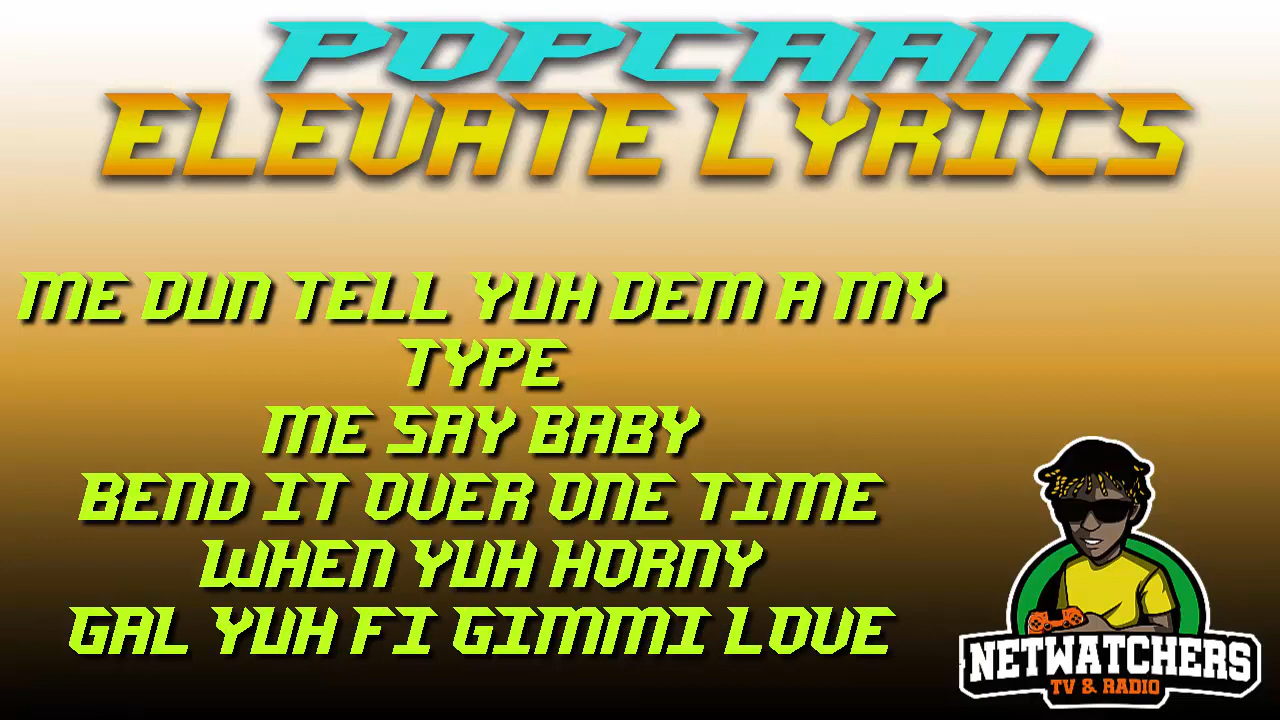 POPCAAN
ELEVATE LYRICS
ME DUN TELL YUH DEM A MY
TYPE
ME SAY BABY
BEND IT OVER ONE TIME
WHEN YUH HORNY
GAL YUH FI GIMMI LOVE
NETWATCHERS
TV & RADIO